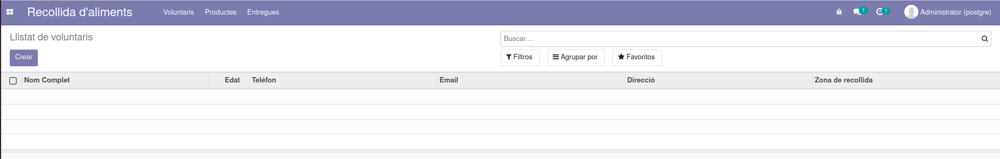 Recollida d'aliments Voluntaris Productes Entregues 1 1 Administrator (postgre)
Llistat de voluntaris Buscar...
Crear Filtros Agrupar por Favoritos
Nom Complet Edat Teléfon Email Direcció Zona de recollida